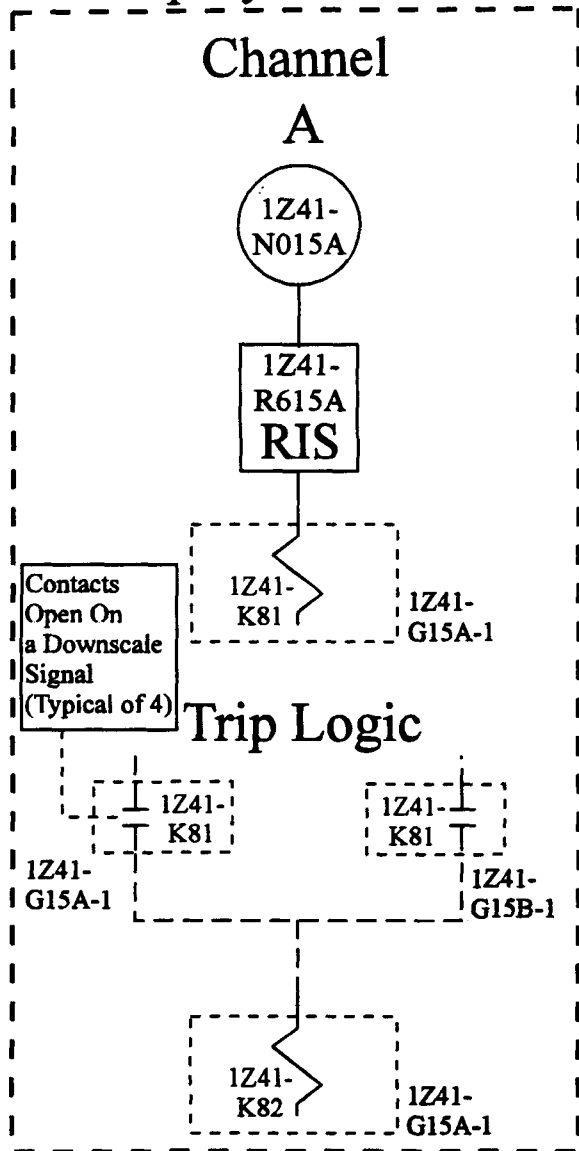 Channel
A
1Z41-
N015A
1Z41-
R615A
RIS
1Z41-
K81
1Z41-
G15A-1
Contacts
Open On
a Downscale
Signal
(Typical of 4)
Trip Logic
1Z41-
K81
1Z41-
G15A-1
1Z41-
K81
1Z41-
G15B-1
1Z41-
K82
1Z41-
G15A-1